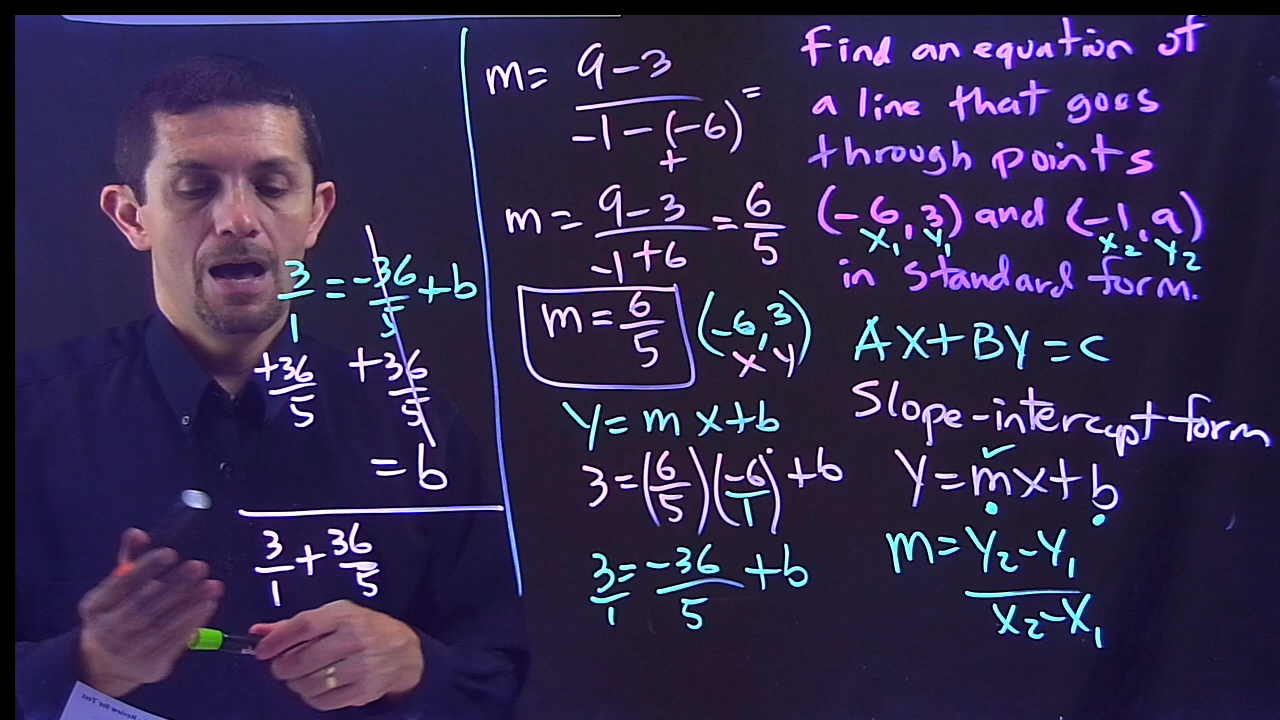 Find an equation of
a line that goes
through points
(-6, 3) and (-1, 9)
X₁ Y₁ X₂ Y₂
in standard form.
AX+BY=C
Slope-intercept form
Y=mx+b
m=Y₂-Y₁
X₂-X₁
m= 9-3 =
-1-(-6)
+
m= 9-3 = 6
-1+6 5
m=6
5
(-6, 3)
X Y
Y=mx+b
3=(6/5)(-6/1)+b
3/1=-36/5+b
3/1=-36/5+b
+36/5 +36/5
=b
3/1+36/5